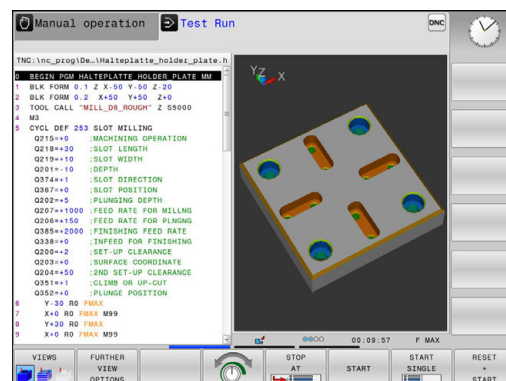 Manual operation
Test Run
DNC
TNC:\nc_prog\De…\Halteplatte_holder_plate.h
0 BEGIN PGM HALTEPLATTE_HOLDER_PLATE MM
1 BLK FORM 0.1 Z X-50 Y-50 Z-20
2 BLK FORM 0.2 X+50 Y+50 Z+0
3 TOOL CALL "MILL_D8_ROUGH" Z S5000
4 M3
5 CYCL DEF 253 SLOT MILLING
Q215=+0 ;MACHINING OPERATION
Q218=+30 ;SLOT LENGTH
Q219=+10 ;SLOT WIDTH
Q201=-10 ;DEPTH
Q374=+1 ;SLOT DIRECTION
Q367=+0 ;SLOT POSITION
Q202=+5 ;PLUNGING DEPTH
Q207=+1000 ;FEED RATE FOR MILLNG
Q206=+150 ;FEED RATE FOR PLNGNG
Q385=+2000 ;FINISHING FEED RATE
Q338=+0 ;INFEED FOR FINISHING
Q200=+2 ;SET-UP CLEARANCE
Q203=+0 ;SURFACE COORDINATE
Q204=+50 ;2ND SET-UP CLEARANCE
Q351=+1 ;CLIMB OR UP-CUT
Q352=+0 ;PLUNGE POSITION
6 Y-30 R0 FMAX
7 X+0 R0 FMAX M99
8 Y+30 R0 FMAX
9 X+0 R0 FMAX M99
YZ X
00:09:57 F MAX
VIEWS
FURTHER
VIEW
OPTIONS
STOP
AT
START
START
SINGLE
RESET
+
START